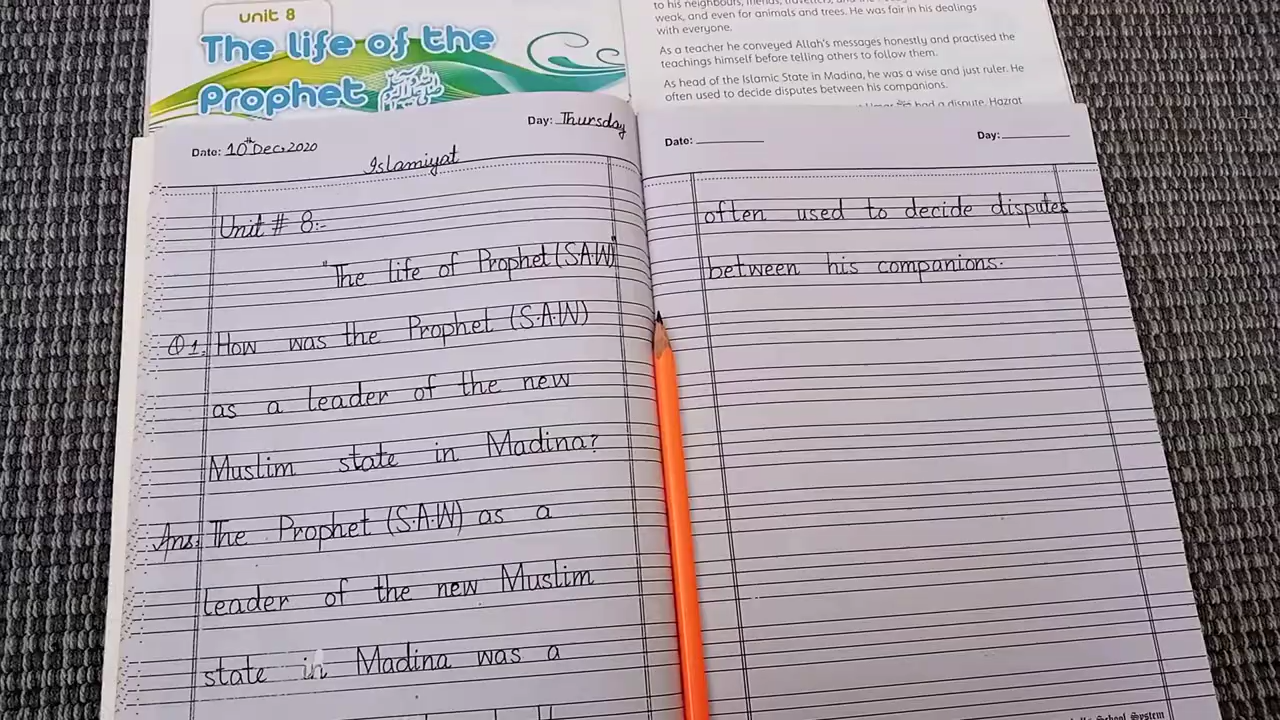 Unit 8
The life of the
Prophet
to his neighbours, friends, travellers, and the
weak, and even for animals and trees. He was fair in his dealings
with everyone.
As a teacher he conveyed Allah's messages honestly and practised the
teachings himself before telling others to follow them.
As head of the Islamic State in Madina, he was a wise and just ruler. He
often used to decide disputes between his companions.
had a dispute. Hazrat
Day: Thursday
Date: 10th Dec, 2020
Islamiyat
Unit # 8:-
"The life of Prophet (S.A.W)"
Q1. How was the Prophet (S.A.W)
as a leader of the new
Muslim state in Madina?
Ans: The Prophet (S.A.W) as a
leader of the new Muslim
state in Madina was a
Date:
Day:
often used to decide disputes
between his companions.
School System